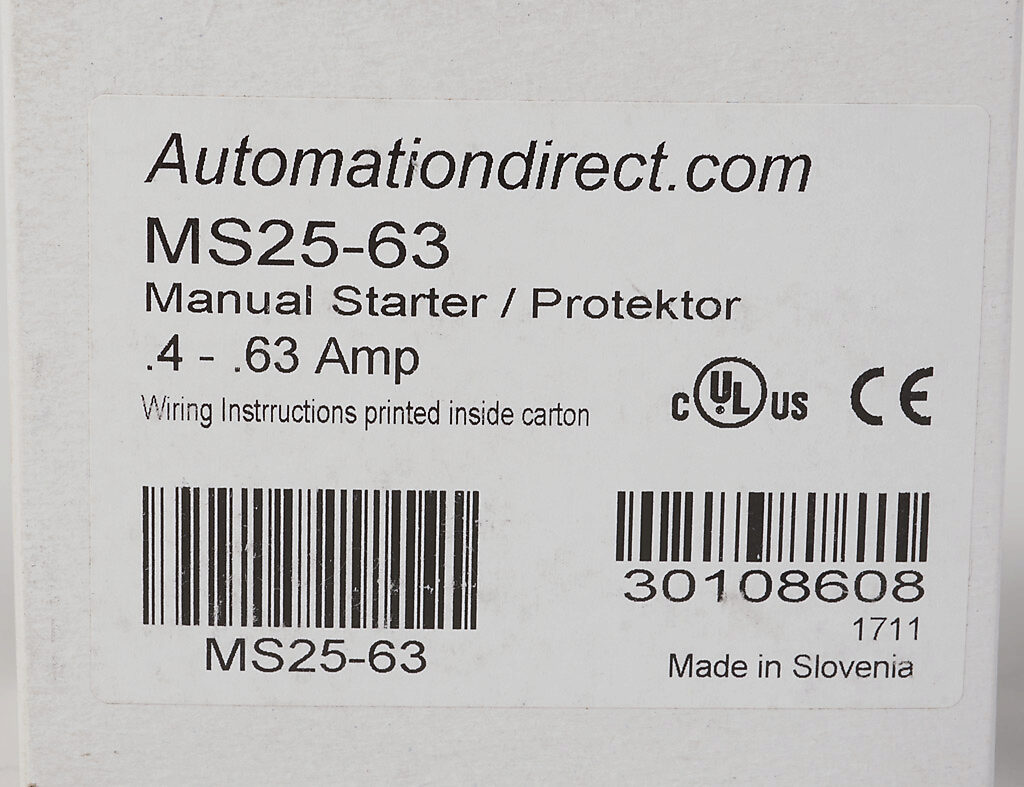 Automationdirect.com
MS25-63
Manual Starter / Protektor
.4 - .63 Amp
Wiring Instrructions printed inside carton
c UL US CE
MS25-63
30108608
1711
Made in Slovenia